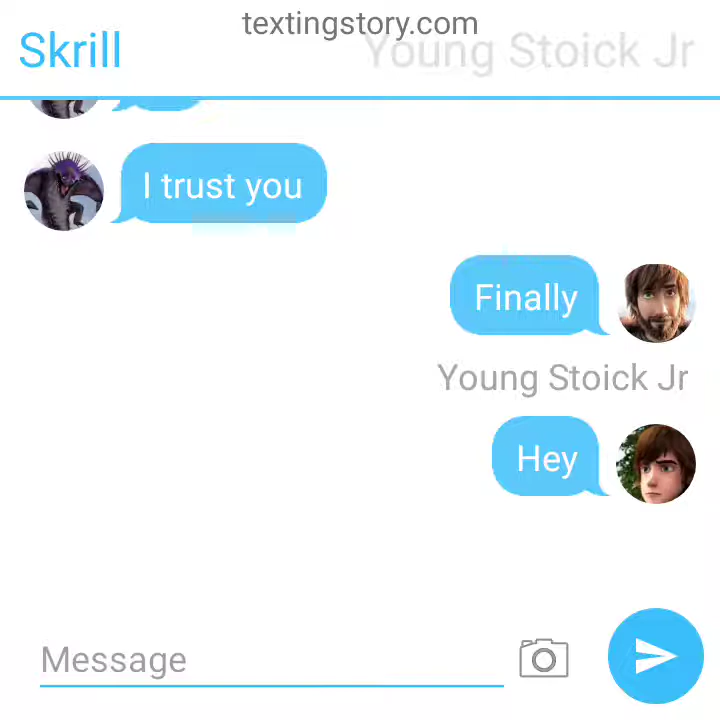 textingstory.com
Skrill
Young Stoick Jr
I trust you
Finally
Young Stoick Jr
Hey
Message